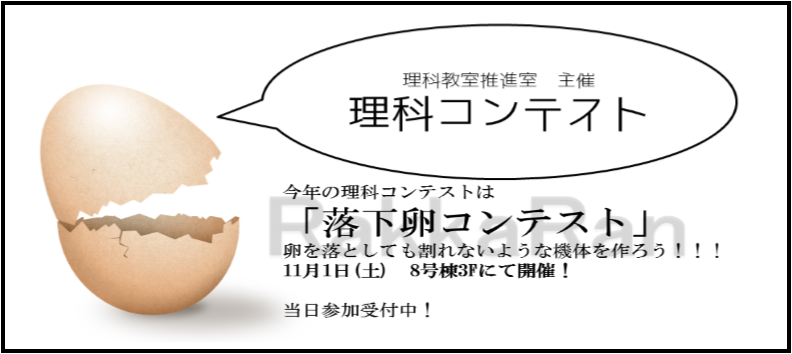 理科教室推進室　主催
理科コンテスト
今年の理科コンテストは
RakkaRan
「落下卵コンテスト」
卵を落としても割れないような機体を作ろう！！！
11月1日(土)　8号棟3Fにて開催！
当日参加受付中！